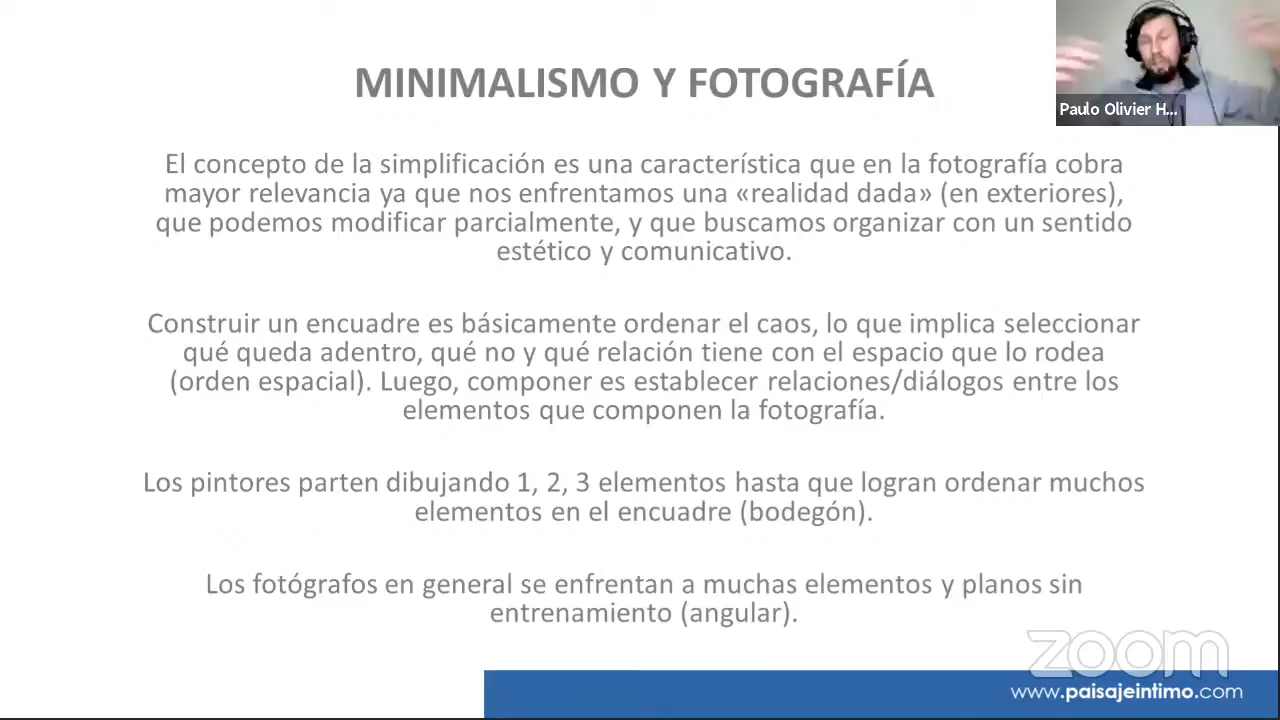 MINIMALISMO Y FOTOGRAFÍA
Paulo Olivier H...
El concepto de la simplificación es una característica que en la fotografía cobra
mayor relevancia ya que nos enfrentamos una «realidad dada» (en exteriores),
que podemos modificar parcialmente, y que buscamos organizar con un sentido
estético y comunicativo.
Construir un encuadre es básicamente ordenar el caos, lo que implica seleccionar
qué queda adentro, qué no y qué relación tiene con el espacio que lo rodea
(orden espacial). Luego, componer es establecer relaciones/diálogos entre los
elementos que componen la fotografía.
Los pintores parten dibujando 1, 2, 3 elementos hasta que logran ordenar muchos
elementos en el encuadre (bodegón).
Los fotógrafos en general se enfrentan a muchas elementos y planos sin
entrenamiento (angular).
zoom
www.paisajeintimo.com